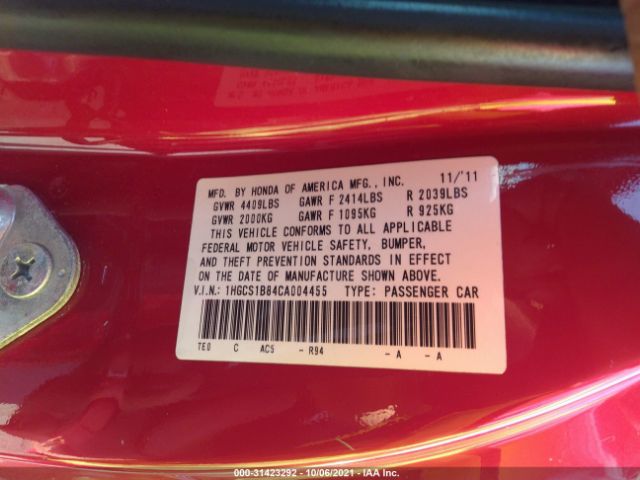 MFD. BY HONDA OF AMERICA MFG., INC. 11/'11
GVWR 4409LBS GAWR F 2414LBS R 2039LBS
GVWR 2000KG GAWR F 1095KG R 925KG
THIS VEHICLE CONFORMS TO ALL APPLICABLE
FEDERAL MOTOR VEHICLE SAFETY, BUMPER,
AND THEFT PREVENTION STANDARDS IN EFFECT
ON THE DATE OF MANUFACTURE SHOWN ABOVE.
V.I.N.: 1HGCS1B84CA004455 TYPE: PASSENGER CAR
TE0 C AC5 - R94 - A - A
000-31423292 - 10/06/2021 - IAA Inc.